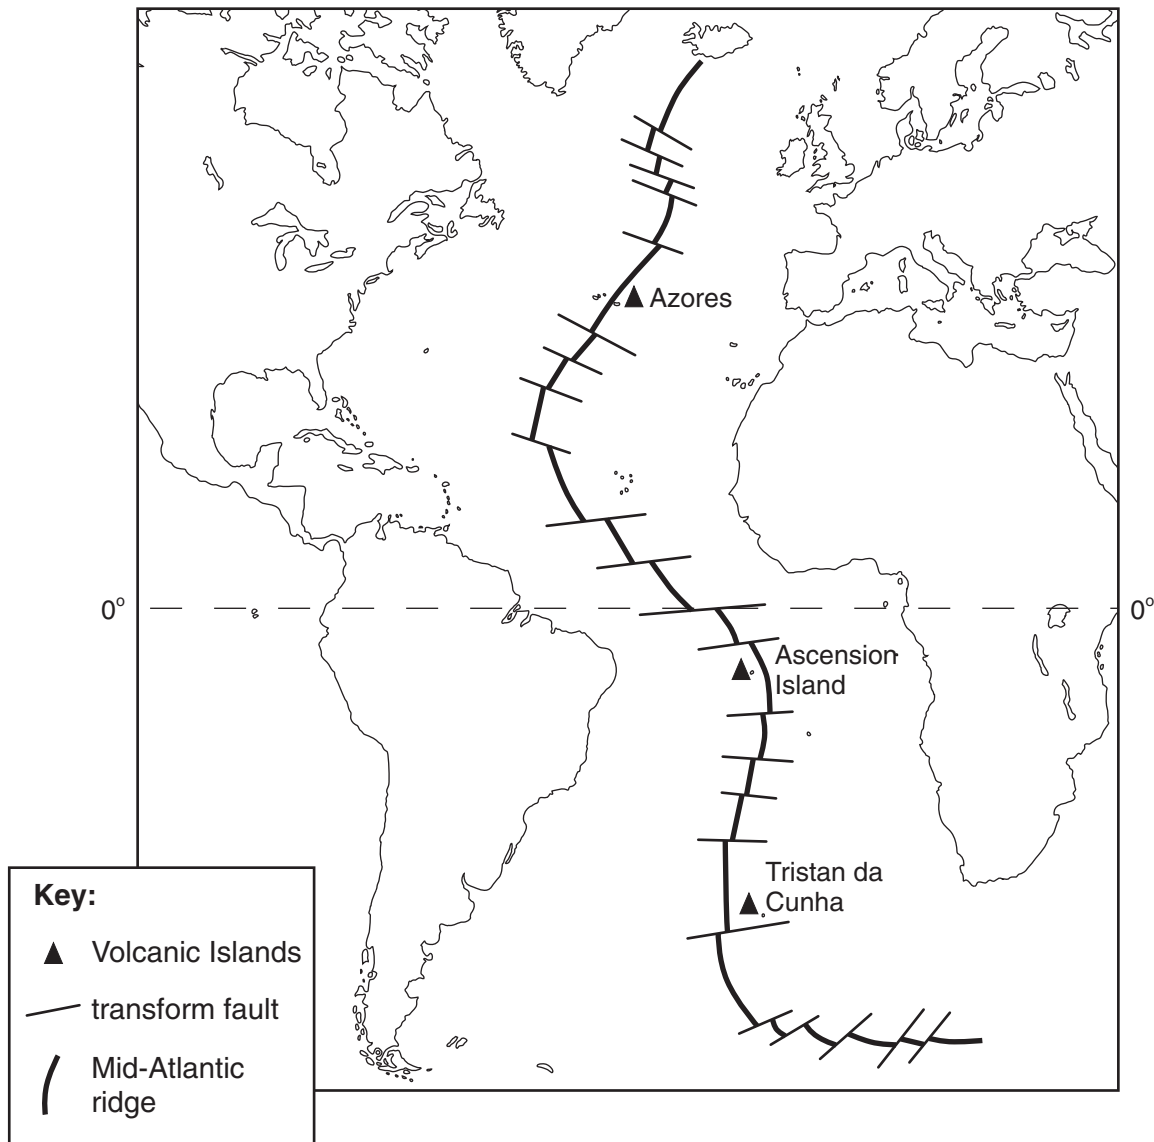 Azores
0°
0°
Ascension
Island
Tristan da
Cunha
Key:
Volcanic Islands
transform fault
Mid-Atlantic
ridge